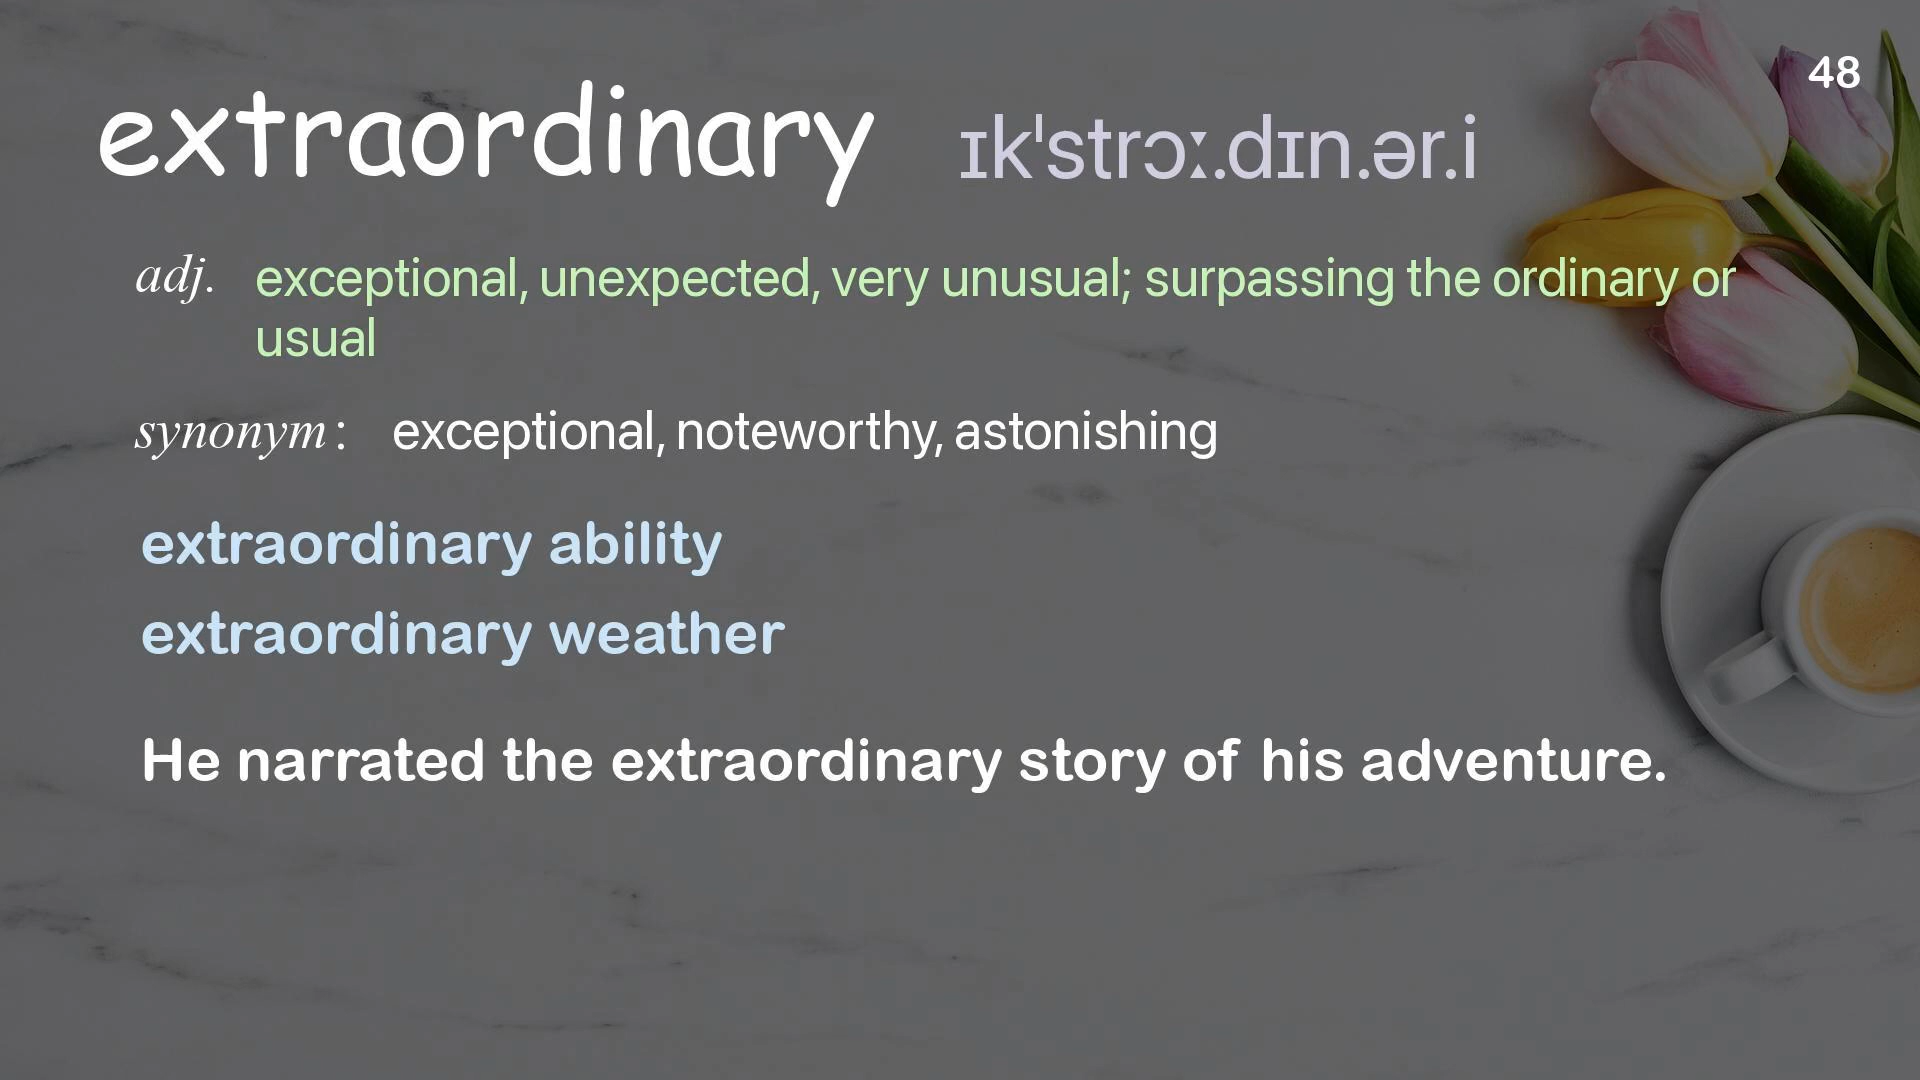 48
extraordinary ɪkˈstrɔː.dɪn.ər.i
adj. exceptional, unexpected, very unusual; surpassing the ordinary or
usual
synonym: exceptional, noteworthy, astonishing
extraordinary ability
extraordinary weather
He narrated the extraordinary story of his adventure.